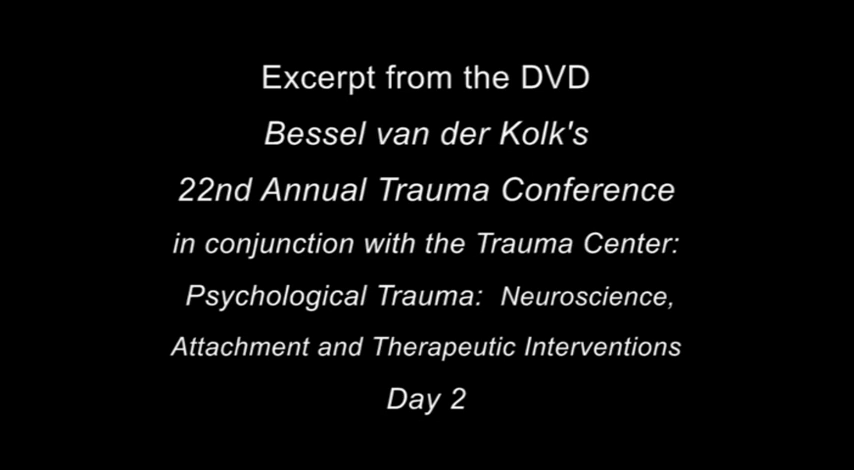 Excerpt from the DVD
Bessel van der Kolk's
22nd Annual Trauma Conference
in conjunction with the Trauma Center:
Psychological Trauma: Neuroscience,
Attachment and Therapeutic Interventions
Day 2